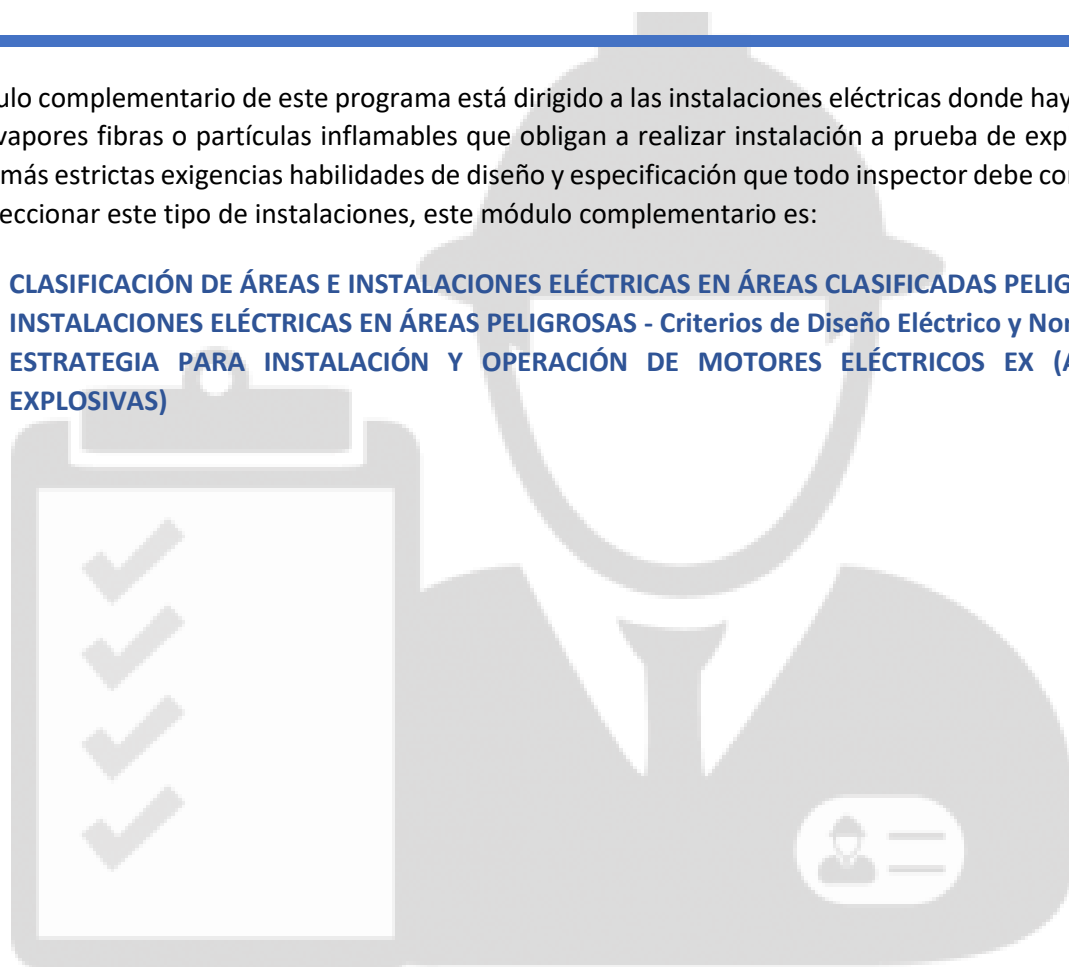 ulo complementario de este programa está dirigido a las instalaciones eléctricas donde hay
vapores fibras o partículas inflamables que obligan a realizar instalación a prueba de exp
más estrictas exigencias habilidades de diseño y especificación que todo inspector debe co
eccionar este tipo de instalaciones, este módulo complementario es:
CLASIFICACIÓN DE ÁREAS E INSTALACIONES ELÉCTRICAS EN ÁREAS CLASIFICADAS PELIG
INSTALACIONES ELÉCTRICAS EN ÁREAS PELIGROSAS - Criterios de Diseño Eléctrico y Nor
ESTRATEGIA PARA INSTALACIÓN Y OPERACIÓN DE MOTORES ELÉCTRICOS EX (A
EXPLOSIVAS)